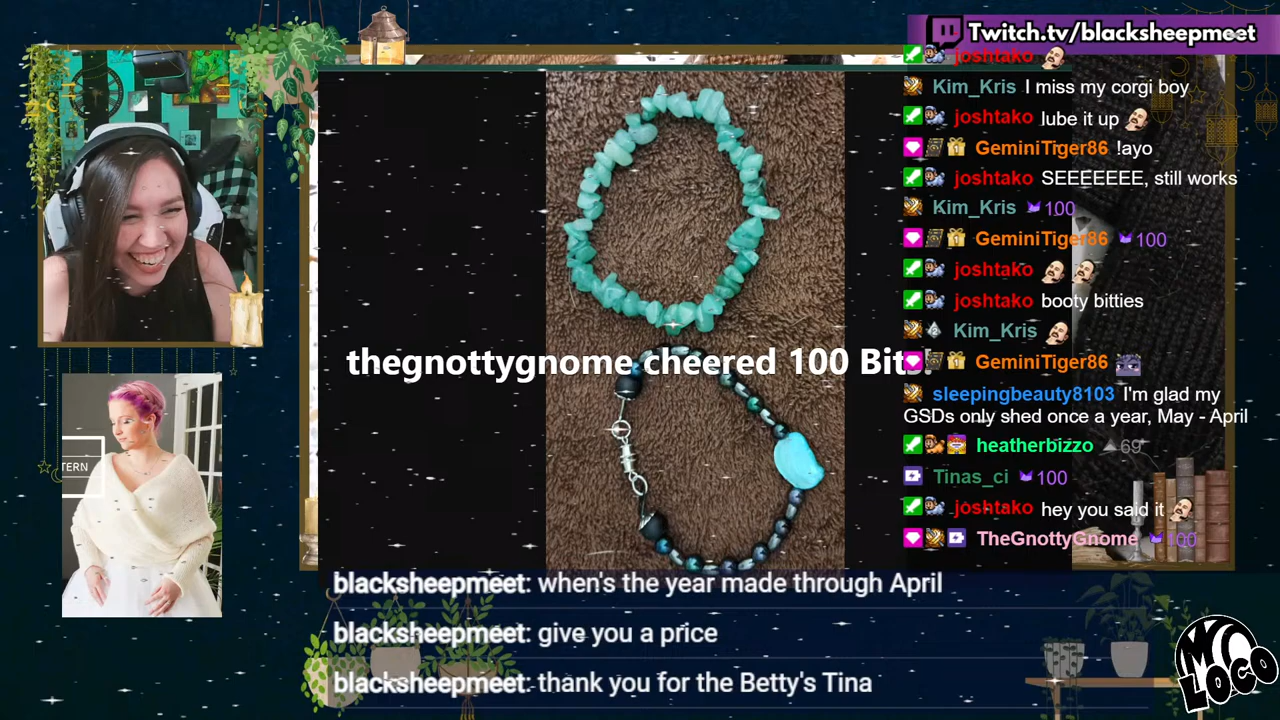 Twitch.tv/blacksheepmeet
joshtako
Kim_Kris I miss my corgi boy
joshtako lube it up
GeminiTiger86 !ayo
joshtako SEEEEEEE, still works
Kim_Kris 100
GeminiTiger86 100
joshtako
joshtako booty bitties
Kim_Kris
GeminiTiger86
sleepingbeauty8103 I'm glad my
GSDs only shed once a year, May - April
heatherbizzo 69
Tinas_ci 100
joshtako hey you said it
TheGnottyGnome 100
thegnottygnome cheered 100 Bits!
TERN
blacksheepmeet: when's the year made through April
blacksheepmeet: give you a price
blacksheepmeet: thank you for the Betty's Tina
MC
LOCO